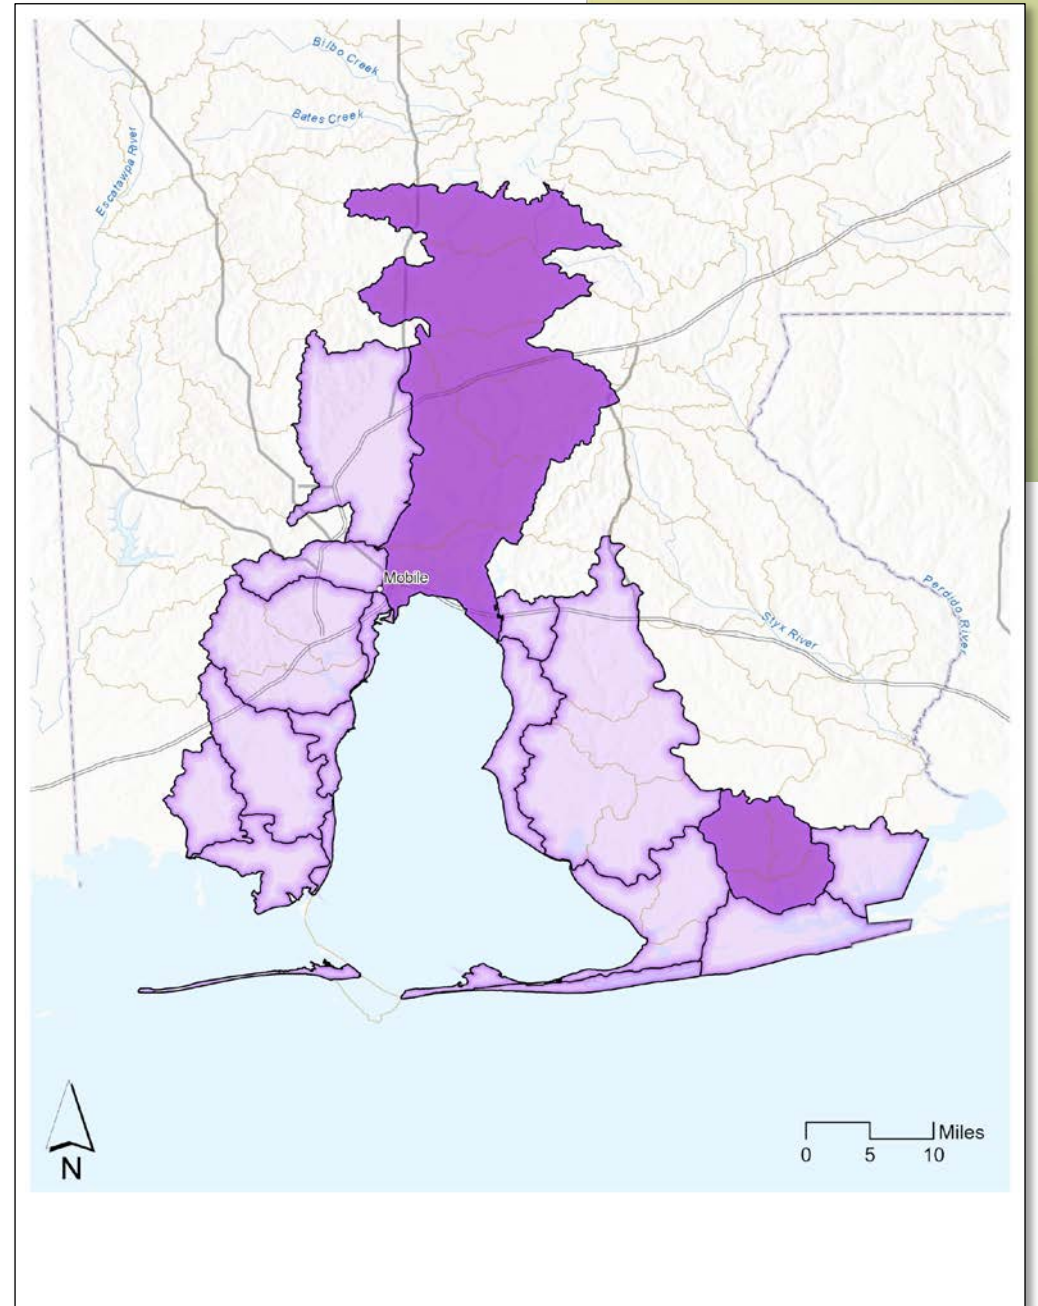 Bilbo Creek
Bates Creek
Escatawpa River
Mobile
Perdido River
Styx River
Miles
0 5 10
N